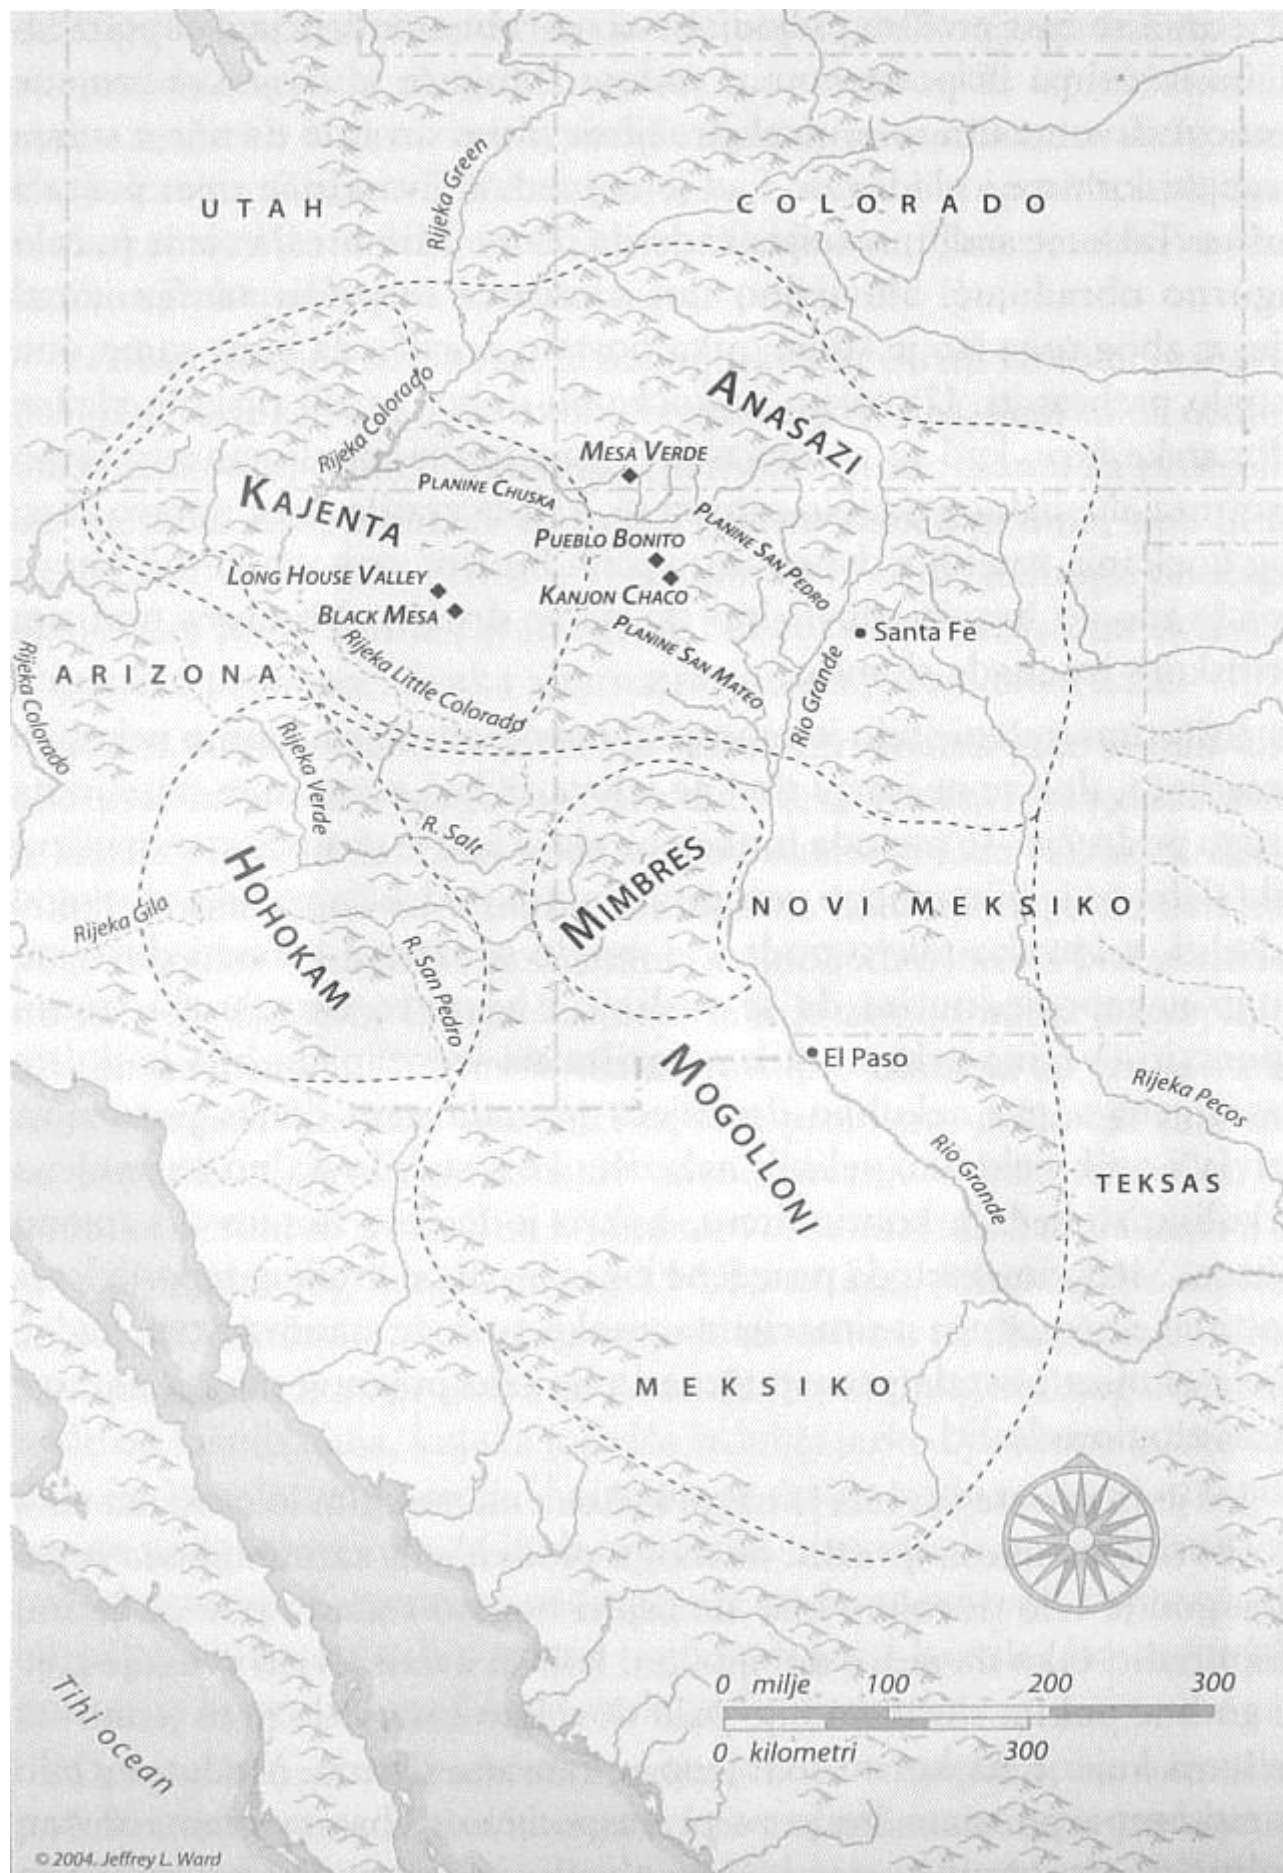 UTAH
COLORADO
Rijeka Green
ANASAZI
Rijeka Colorado
MESA VERDE
PLANINE CHUSKA
KAJENTA
PLANINE SAN PEDRO
PUEBLO BONITO
LONG HOUSE VALLEY
KANJON CHACO
BLACK MESA
Santa Fe
PLANINE SAN MATEO
Rijeka Little Colorado
ARIZONA
Rijeka Colorado
Rio Grande
Rijeka Verde
R. Salt
HOHOKAM
MIMBRES
NOVI MEKSIKO
Rijeka Gila
R. San Pedro
El Paso
MOGOLLONI
Rijeka Pecos
Rio Grande
TEKSAS
MEKSIKO
0 milje 100 200 300
0 kilometri 300
Tihi ocean
© 2004. Jeffrey L. Ward